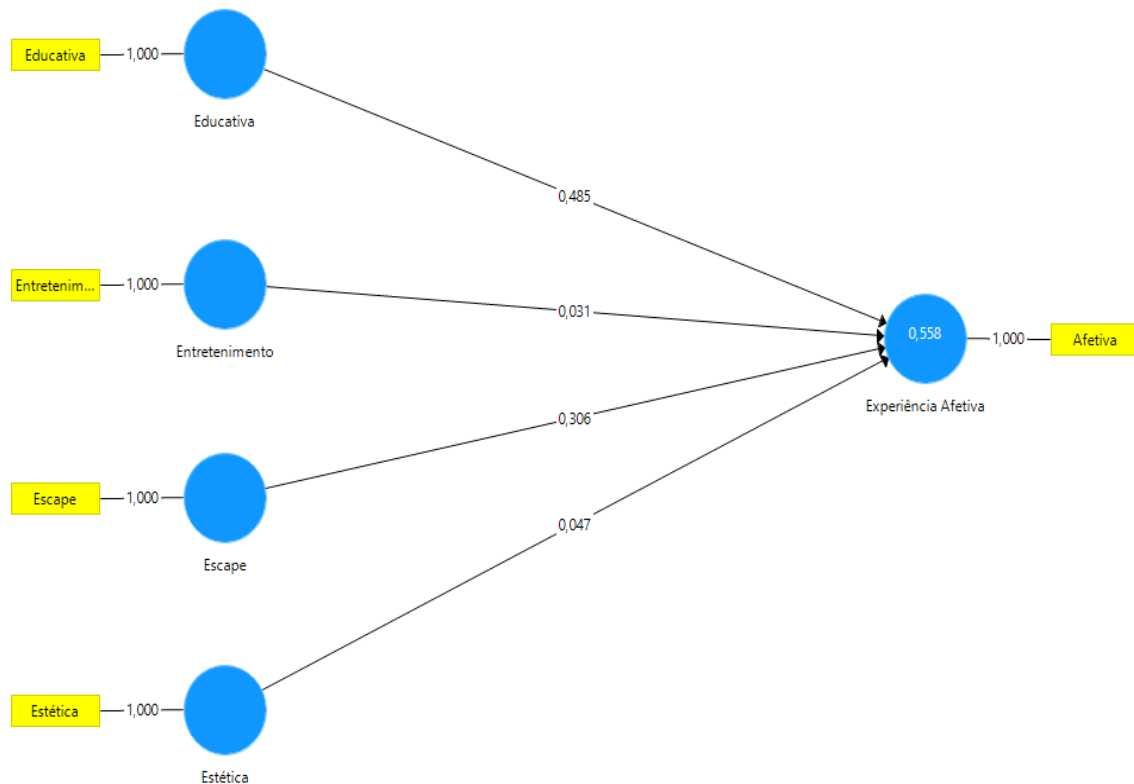 Educativa
1,000
Educativa
0,485
Entretenim...
1,000
Entretenimento
0,031
0,558
1,000
Afetiva
Experiência Afetiva
0,306
Escape
1,000
Escape
0,047
Estética
1,000
Estética